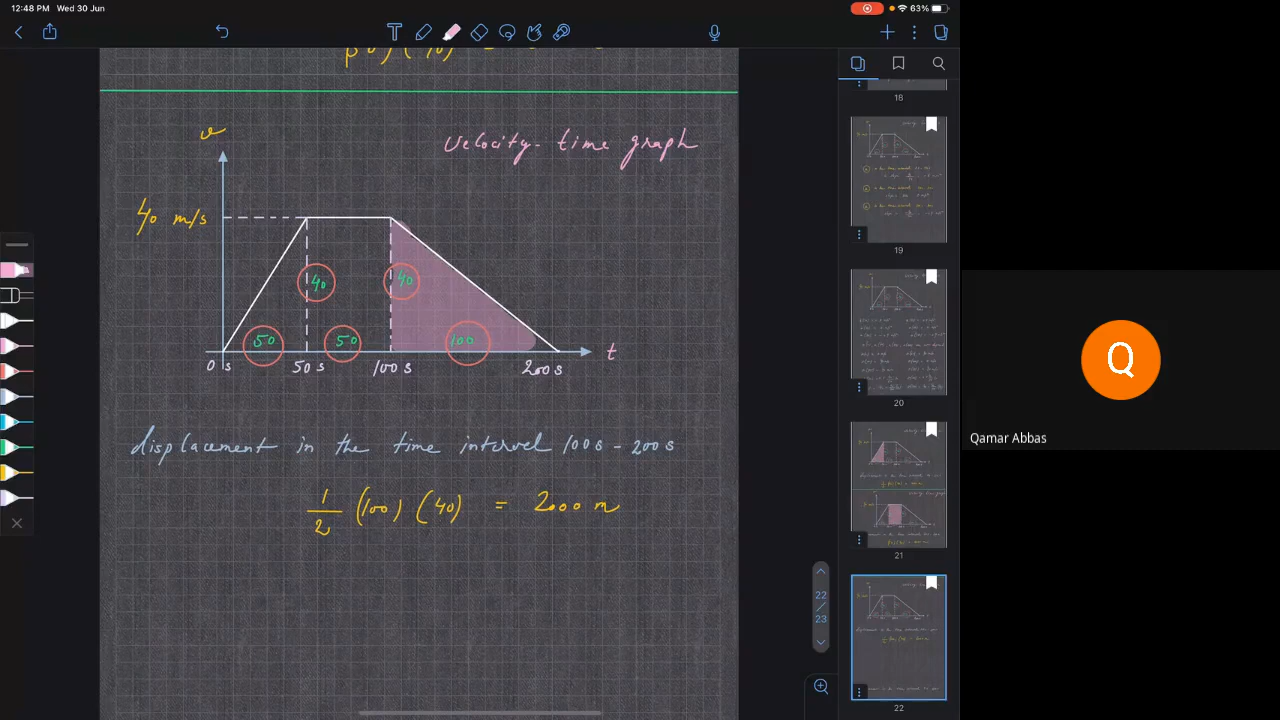 12:48 PM Wed 30 Jun
63%
velocity-time graph
v
40 m/s
40
40
50
50
100
0 s
50 s
100 s
200 s
t
displacement in the time interval 100 s - 200 s
1/2 (100) (40) = 2000 m
18
19
20
21
22
22
/
23
Q
Qamar Abbas